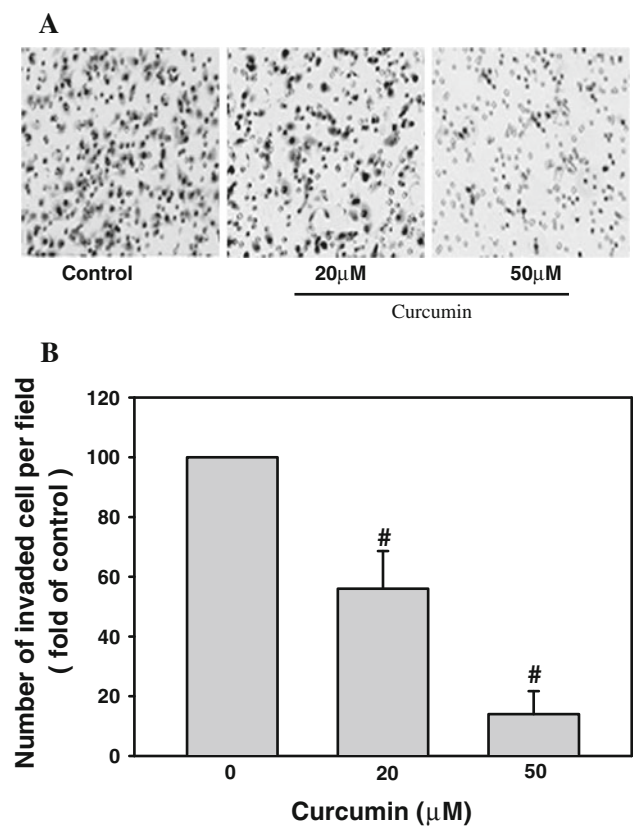 A
Control
20μM
50μM
Curcumin
B
Number of invaded cell per field
( fold of control )
120
100
80
60
40
20
0
#
#
0
20
50
Curcumin (μM)